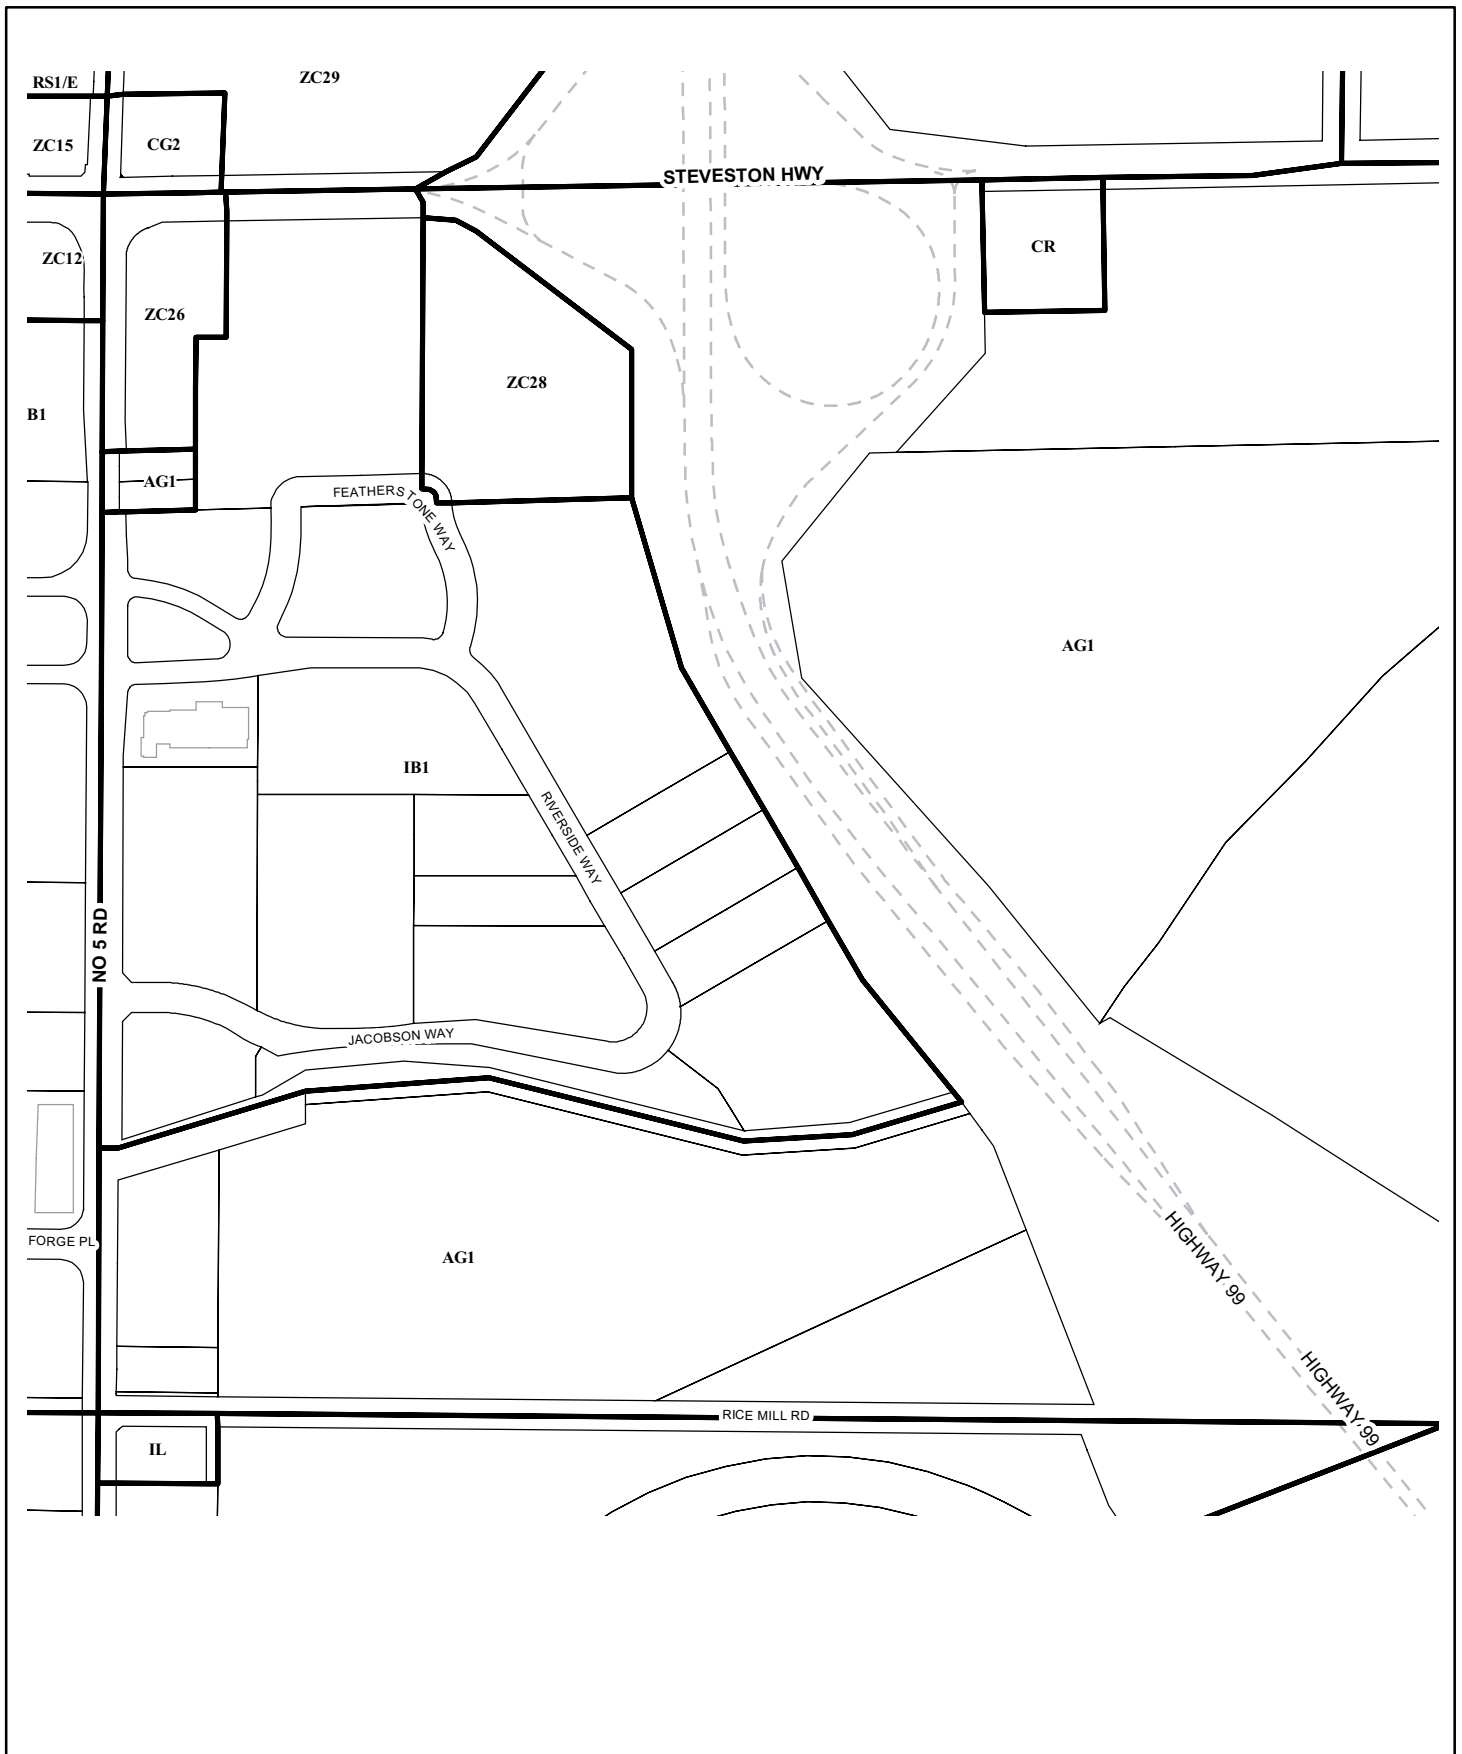 ZC29
RS1/E
ZC15
CG2
STEVESTON HWY
CR
ZC12
ZC26
ZC28
B1
AG1
FEATHERSTONE WAY
AG1
IB1
RIVERSIDE WAY
NO 5 RD
JACOBSON WAY
HIGHWAY 99
FORGE PL
AG1
HIGHWAY 99
RICE MILL RD
IL